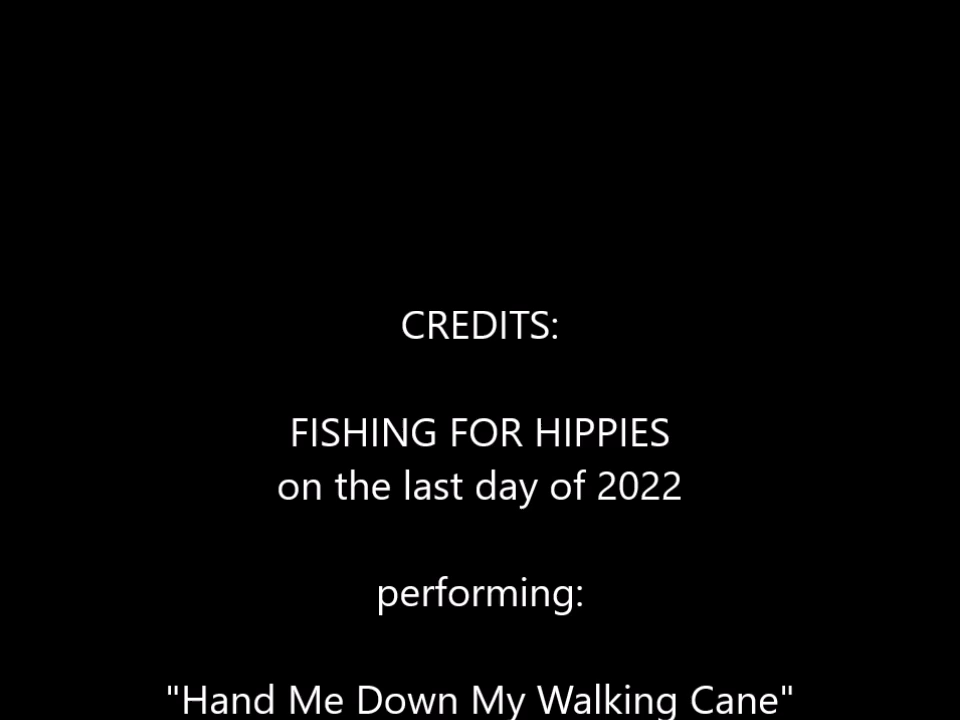 CREDITS:
FISHING FOR HIPPIES
on the last day of 2022
performing:
"Hand Me Down My Walking Cane"